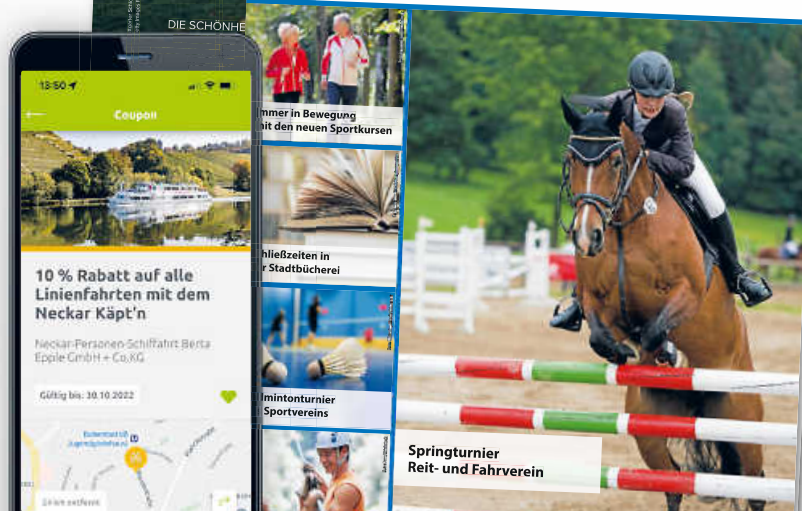 DIE SCHÖNHE
13:50
Coupon
10 % Rabatt auf alle
Linienfahrten mit dem
Neckar Käpt'n
Neckar-Personen-Schiffahrt Berta
Epple GmbH + Co.KG
Gültig bis: 30.10.2022
entfernt
mmer in Bewegung
it den neuen Sportkursen
hließzeiten in
r Stadtbücherei
dmintonturnier
Sportvereins
Springturnier
Reit- und Fahrverein